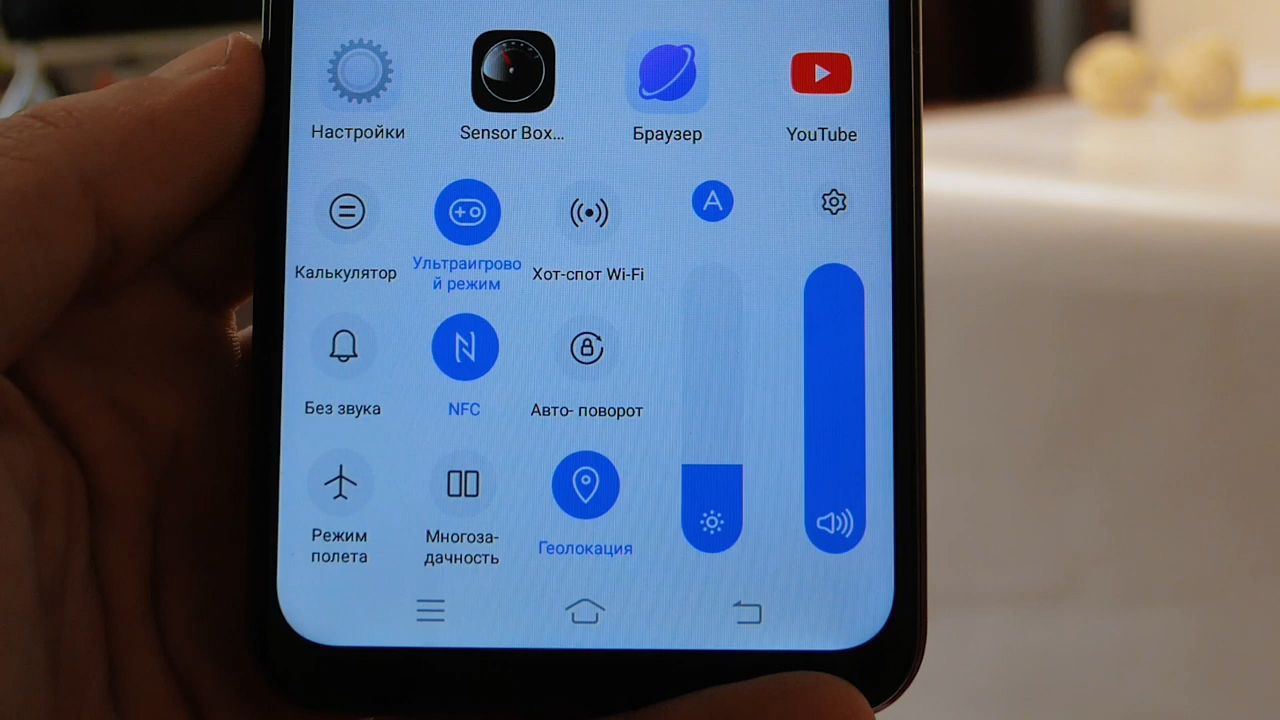 Настройки
Sensor Box...
Браузер
YouTube
A
Калькулятор
Ультраигрово
й режим
Хот-спот Wi-Fi
Без звука
NFC
Авто- поворот
Режим
полета
Многоза-
дачность
Геолокация